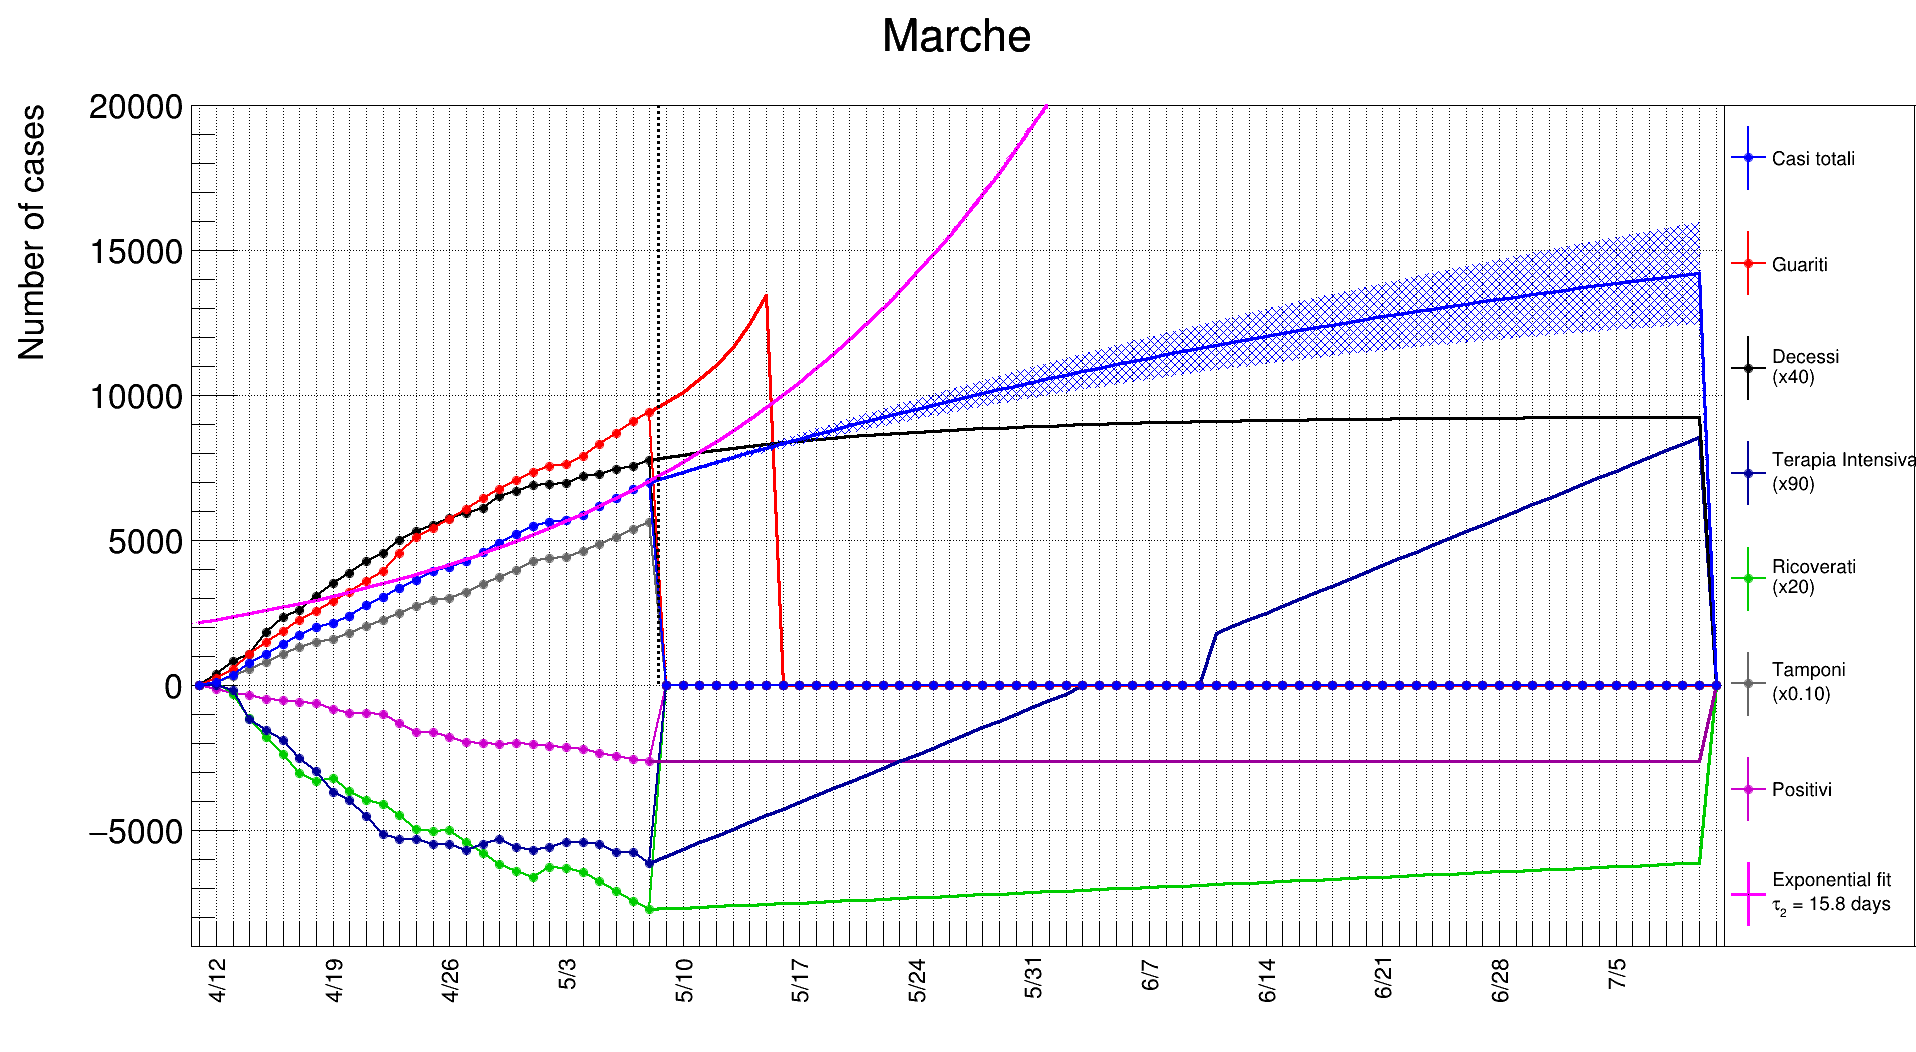 Marche
Number of cases
20000
15000
10000
5000
0
−5000
4/12
4/19
4/26
5/3
5/10
5/17
5/24
5/31
6/7
6/14
6/21
6/28
7/5
Casi totali
Guariti
Decessi
(x40)
Terapia Intensiva
(x90)
Ricoverati
(x20)
Tamponi
(x0.10)
Positivi
Exponential fit
τ2 = 15.8 days